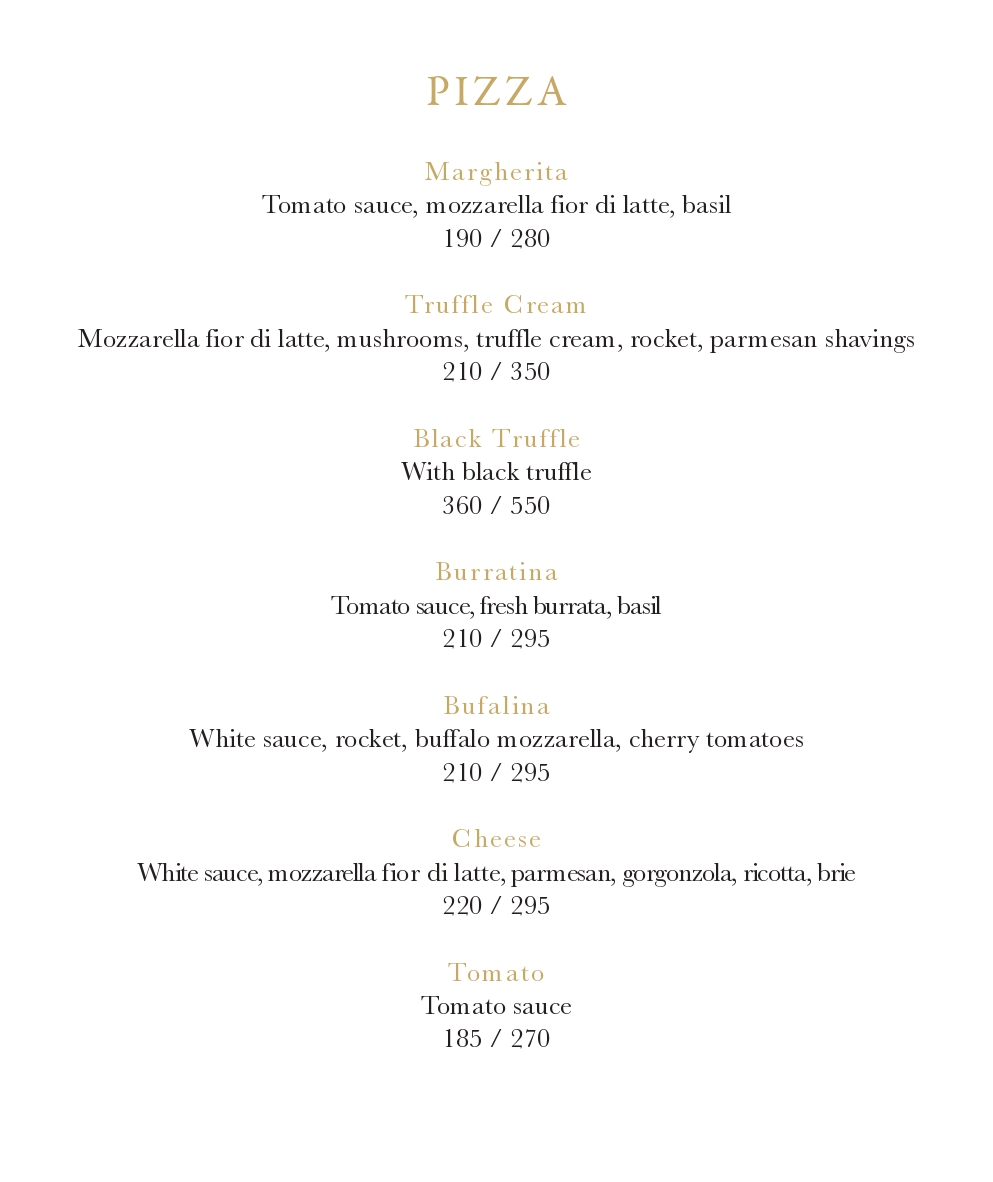 PIZZA
Margherita
Tomato sauce, mozzarella fior di latte, basil
190 / 280
Truffle Cream
Mozzarella fior di latte, mushrooms, truffle cream, rocket, parmesan shavings
210 / 350
Black Truffle
With black truffle
360 / 550
Burratina
Tomato sauce, fresh burrata, basil
210 / 295
Bufalina
White sauce, rocket, buffalo mozzarella, cherry tomatoes
210 / 295
Cheese
White sauce, mozzarella fior di latte, parmesan, gorgonzola, ricotta, brie
220 / 295
Tomato
Tomato sauce
185 / 270